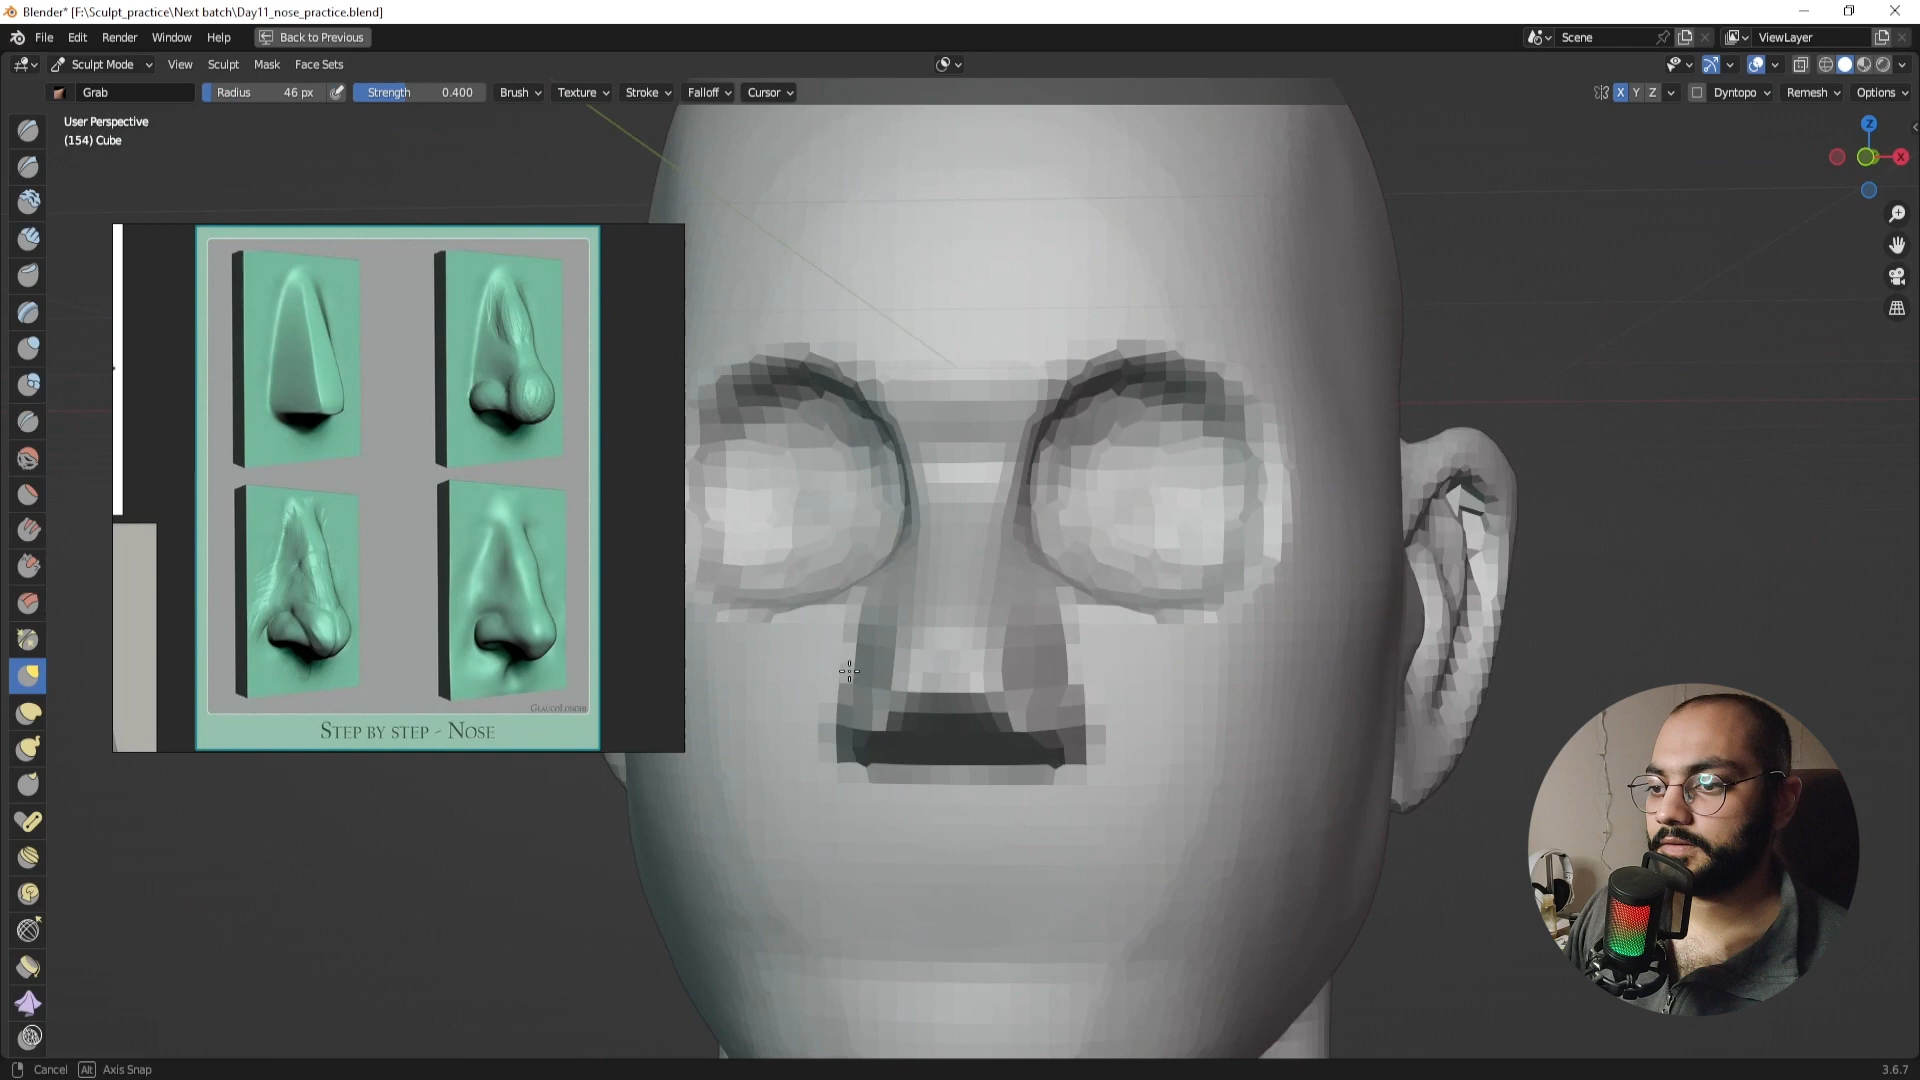 Blender* [F:\Sculpt_practice\Next batch\Day11_nose_practice.blend]
File Edit Render Window Help Back to Previous Scene ViewLayer
Sculpt Mode View Sculpt Mask Face Sets
Grab Radius 46 px Strength 0.400 Brush Texture Stroke Falloff Cursor X Y Z Dyntopo Remesh Options
User Perspective
(154) Cube
Z
X
GlaucoLonghi
Step by step - Nose
Cancel Alt Axis Snap 3.6.7